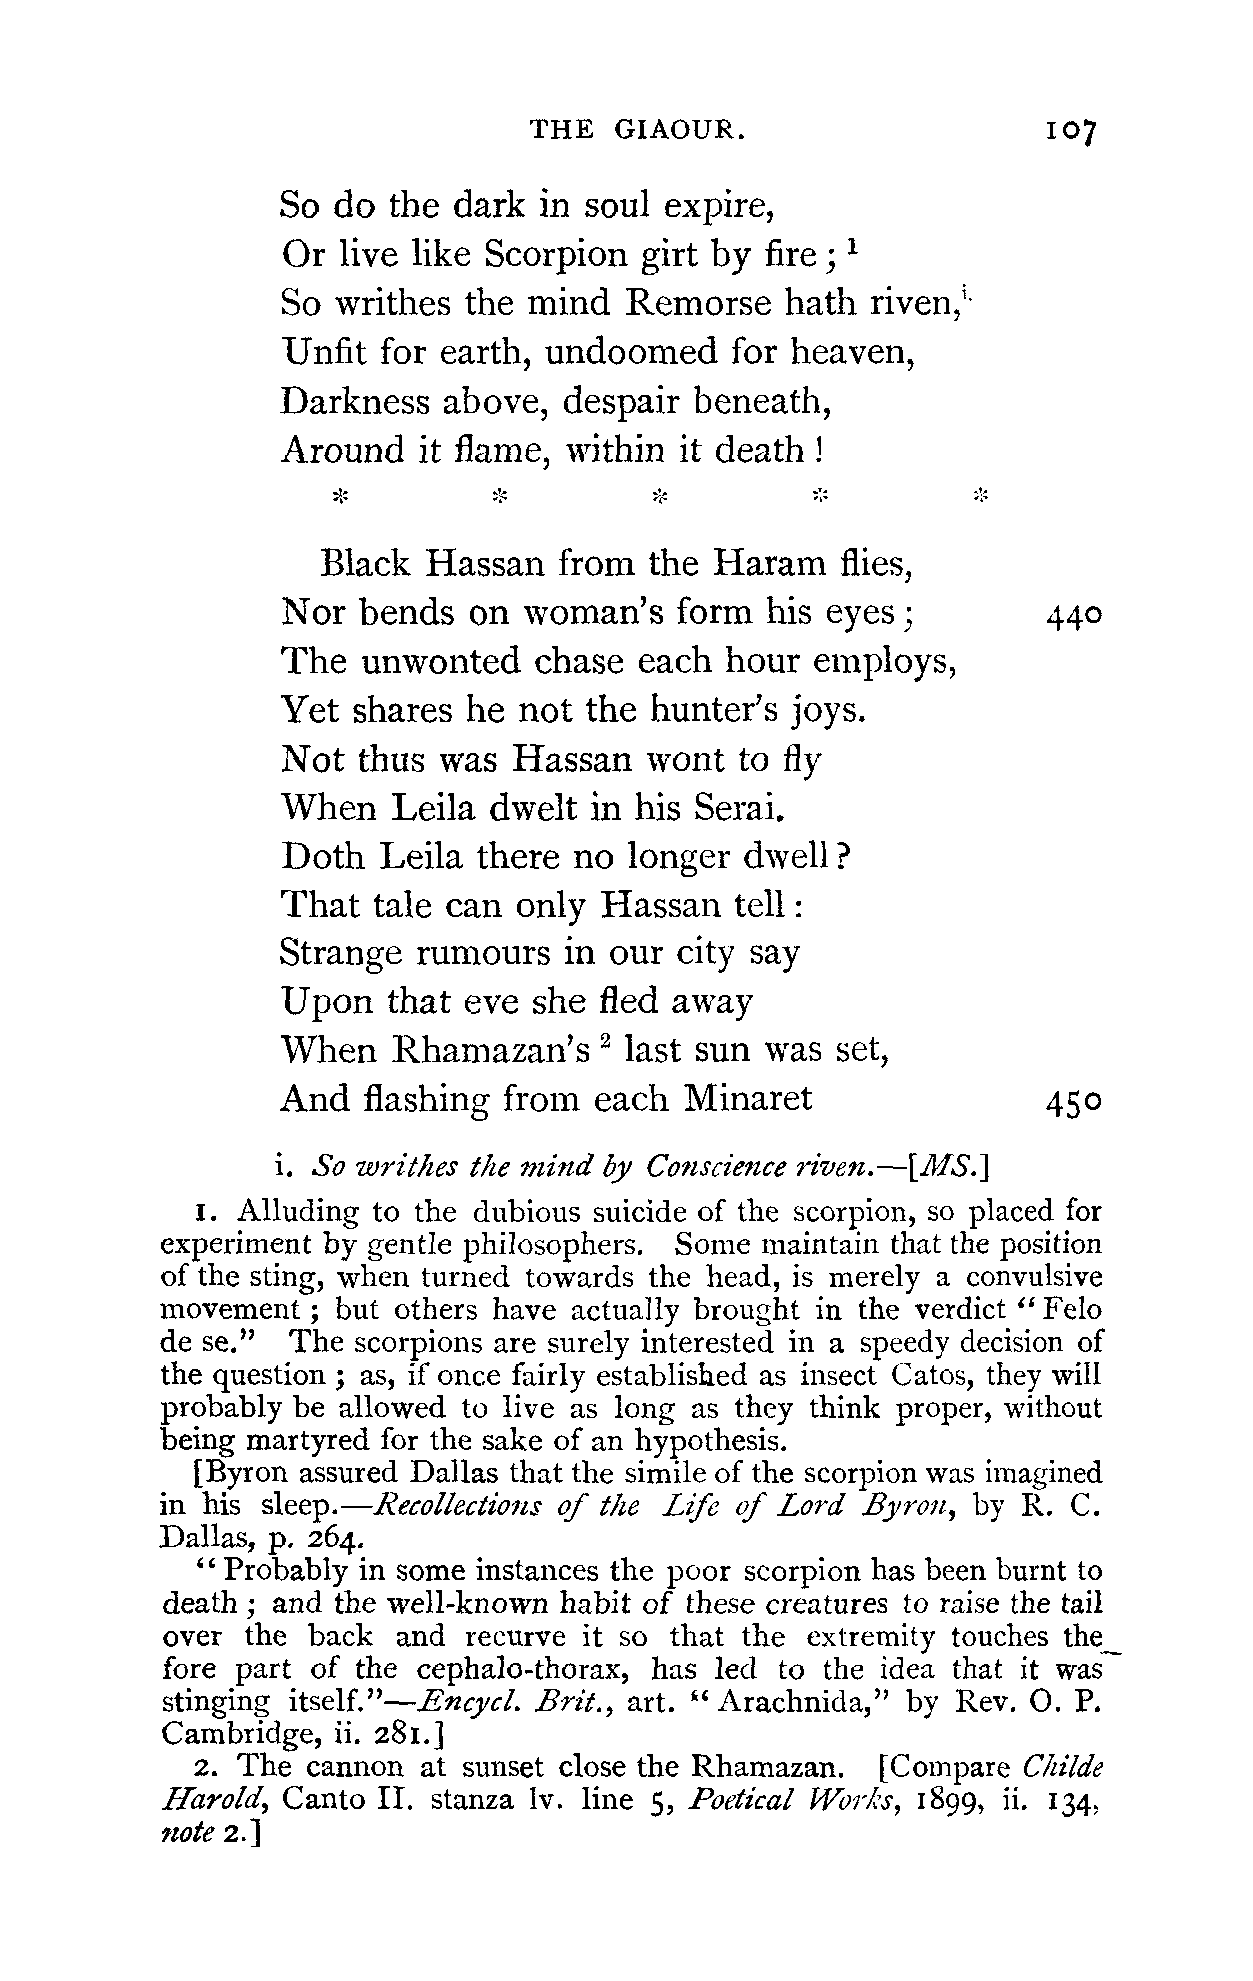 THE GIAOUR. 107
So do the dark in soul expire,
Or live like Scorpion girt by fire ; 1
So writhes the mind Remorse hath riven,i.
Unfit for earth, undoomed for heaven,
Darkness above, despair beneath,
Around it flame, within it death !
* * * * *
Black Hassan from the Haram flies,
Nor bends on woman's form his eyes ; 440
The unwonted chase each hour employs,
Yet shares he not the hunter's joys.
Not thus was Hassan wont to fly
When Leila dwelt in his Serai.
Doth Leila there no longer dwell ?
That tale can only Hassan tell :
Strange rumours in our city say
Upon that eve she fled away
When Rhamazan's 2 last sun was set,
And flashing from each Minaret 450
i. So writhes the mind by Conscience riven.—[MS.]
1. Alluding to the dubious suicide of the scorpion, so placed for
experiment by gentle philosophers. Some maintain that the position
of the sting, when turned towards the head, is merely a convulsive
movement ; but others have actually brought in the verdict "Felo
de se." The scorpions are surely interested in a speedy decision of
the question ; as, if once fairly established as insect Catos, they will
probably be allowed to live as long as they think proper, without
being martyred for the sake of an hypothesis.
[Byron assured Dallas that the simile of the scorpion was imagined
in his sleep.—Recollections of the Life of Lord Byron, by R. C.
Dallas, p. 264.
"Probably in some instances the poor scorpion has been burnt to
death ; and the well-known habit of these creatures to raise the tail
over the back and recurve it so that the extremity touches the
fore part of the cephalo-thorax, has led to the idea that it was
stinging itself."—Encycl. Brit., art. "Arachnida," by Rev. O. P.
Cambridge, ii. 281.]
2. The cannon at sunset close the Rhamazan. [Compare Childe
Harold, Canto II. stanza lv. line 5, Poetical Works, 1899, ii. 134,
note 2.]